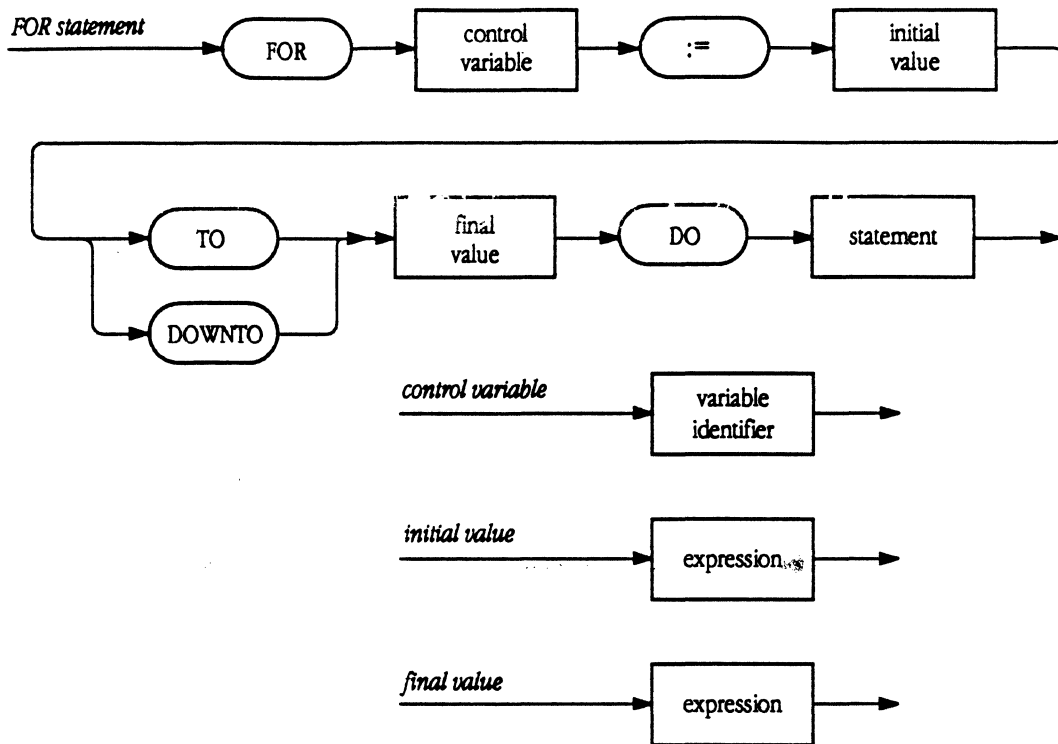 FOR statement
FOR
control
variable
:=
initial
value
TO
DOWNTO
final
value
DO
statement
control variable
variable
identifier
initial value
expression
final value
expression